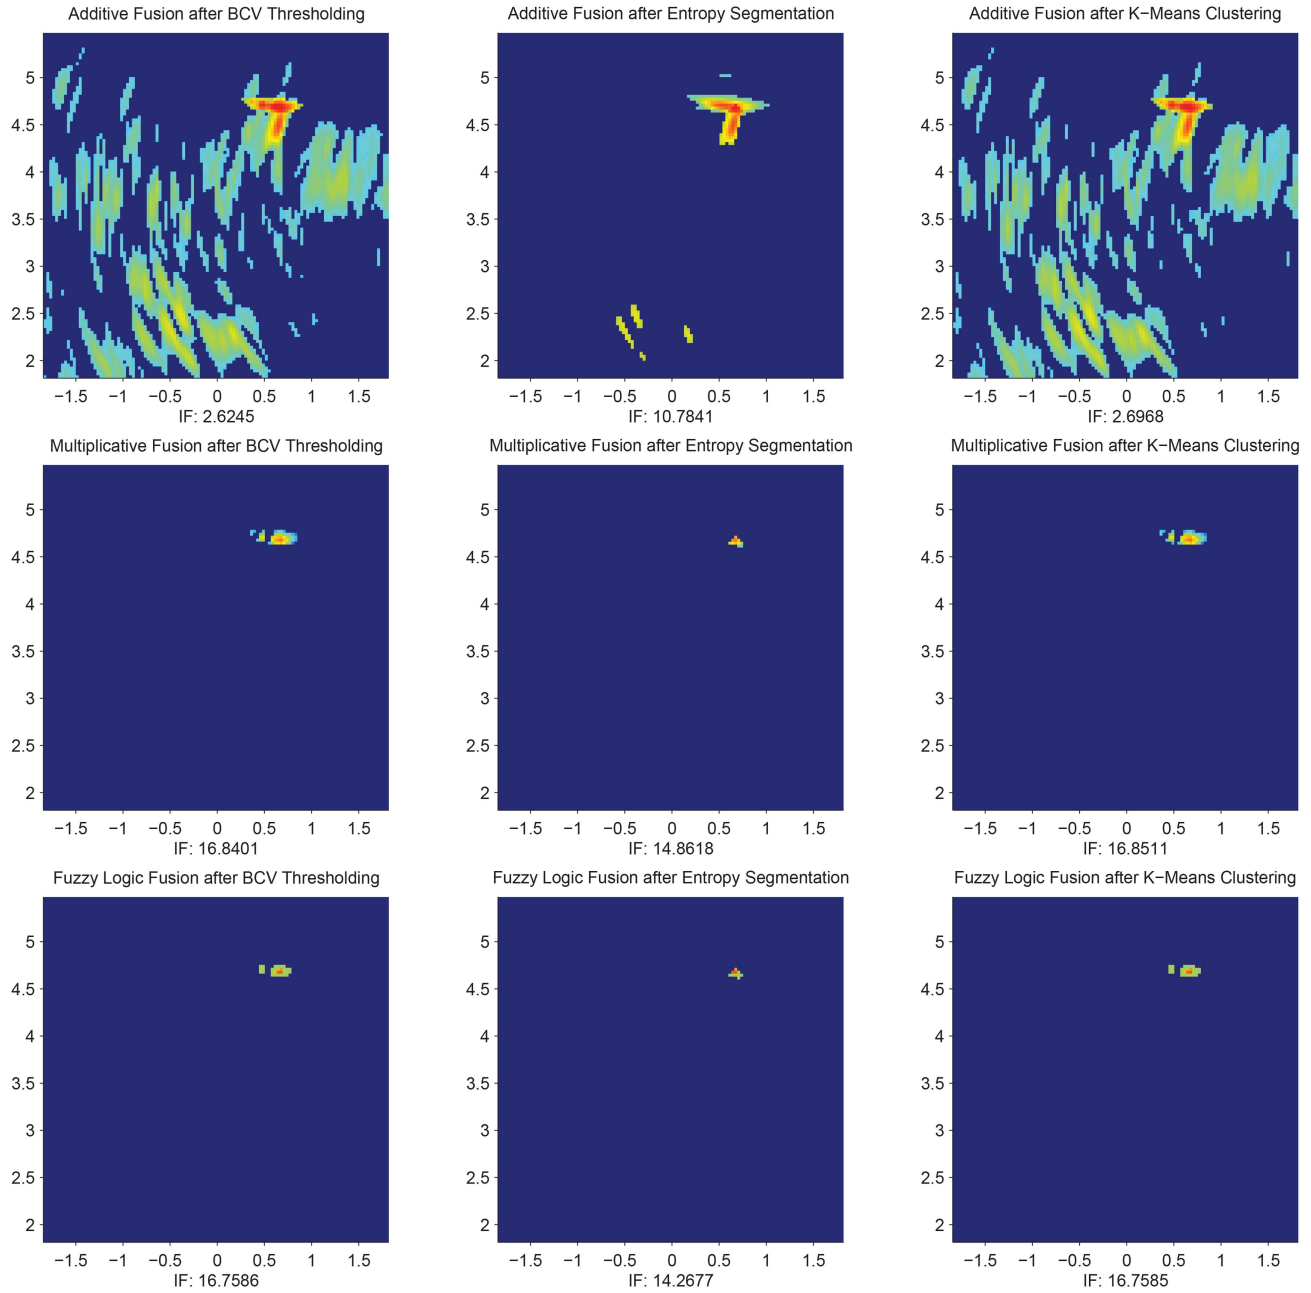 Additive Fusion after BCV Thresholding
5
4.5
4
3.5
3
2.5
2
−1.5 −1 −0.5 0 0.5 1 1.5
IF: 2.6245
Additive Fusion after Entropy Segmentation
5
4.5
4
3.5
3
2.5
2
−1.5 −1 −0.5 0 0.5 1 1.5
IF: 10.7841
Additive Fusion after K−Means Clustering
5
4.5
4
3.5
3
2.5
2
−1.5 −1 −0.5 0 0.5 1 1.5
IF: 2.6968
Multiplicative Fusion after BCV Thresholding
5
4.5
4
3.5
3
2.5
2
−1.5 −1 −0.5 0 0.5 1 1.5
IF: 16.8401
Multiplicative Fusion after Entropy Segmentation
5
4.5
4
3.5
3
2.5
2
−1.5 −1 −0.5 0 0.5 1 1.5
IF: 14.8618
Multiplicative Fusion after K−Means Clustering
5
4.5
4
3.5
3
2.5
2
−1.5 −1 −0.5 0 0.5 1 1.5
IF: 16.8511
Fuzzy Logic Fusion after BCV Thresholding
5
4.5
4
3.5
3
2.5
2
−1.5 −1 −0.5 0 0.5 1 1.5
IF: 16.7586
Fuzzy Logic Fusion after Entropy Segmentation
5
4.5
4
3.5
3
2.5
2
−1.5 −1 −0.5 0 0.5 1 1.5
IF: 14.2677
Fuzzy Logic Fusion after K−Means Clustering
5
4.5
4
3.5
3
2.5
2
−1.5 −1 −0.5 0 0.5 1 1.5
IF: 16.7585